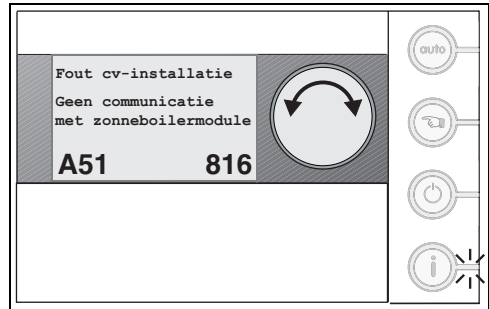 Fout cv-installatie
Geen communicatie
met zonneboilermodule
A51 816
auto
i